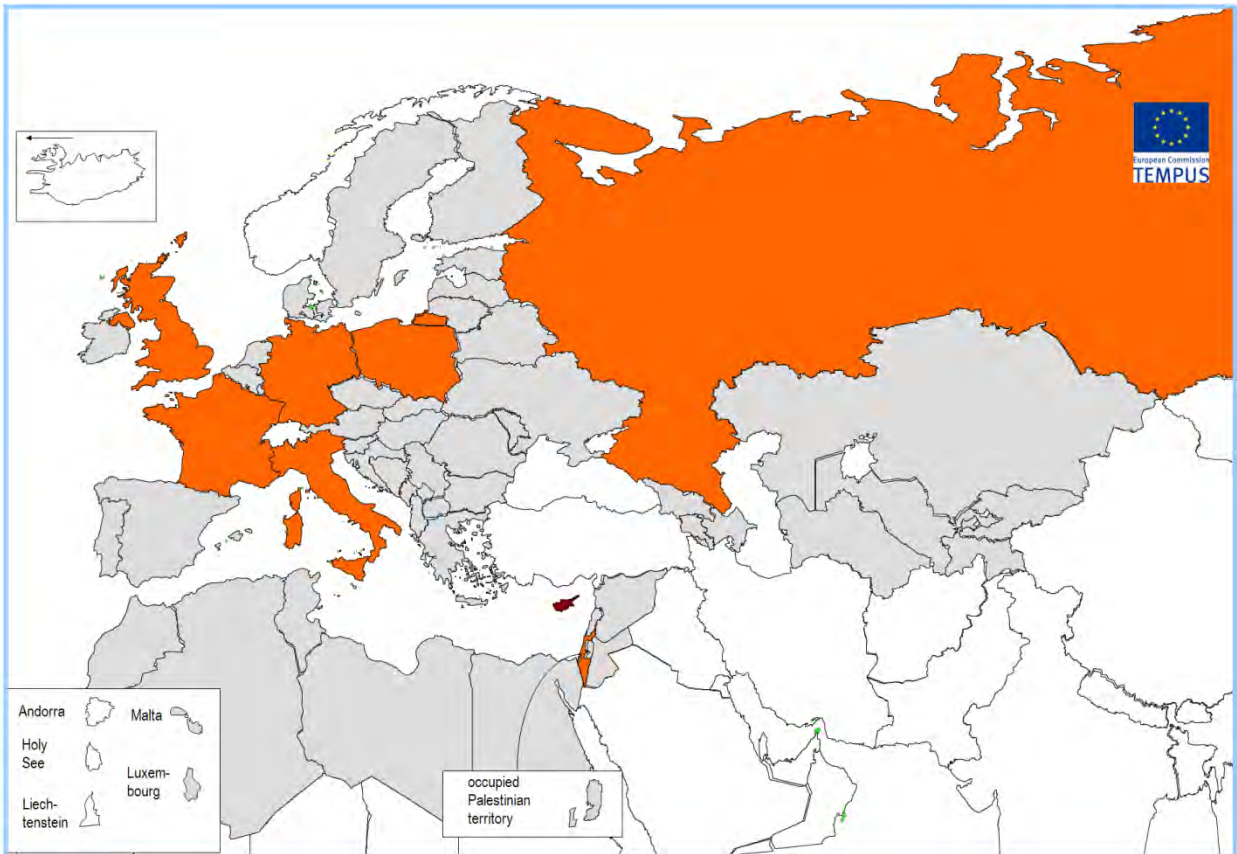 European Commission
TEMPUS
Andorra
Malta
Holy
See
Luxem-
bourg
Liech-
tenstein
occupied
Palestinian
territory